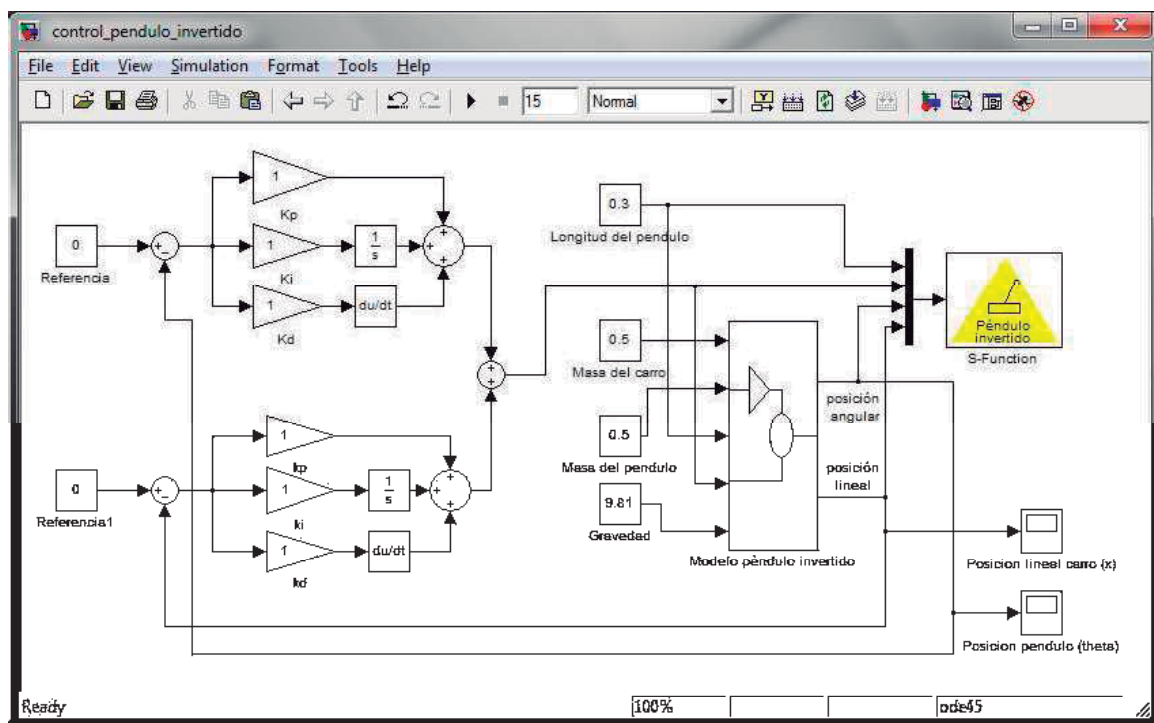 control_pendulo_invertido
File Edit View Simulation Format Tools Help
15 Normal
1
Kp
0
Referencia
1
Ki
1
s
1
Kd
du/dt
0.3
Longitud del pendulo
Péndulo
invertido
S-Function
0.5
Masa del carro
0.5
Masa del pendulo
9.81
Gravedad
posición
angular
posición
lineal
Modelo péndulo invertido
1
kp
0
Referencia1
1
ki
1
s
1
kd
du/dt
Posicion lineal carro (x)
Posicion pendulo (theta)
Ready 100% ode45